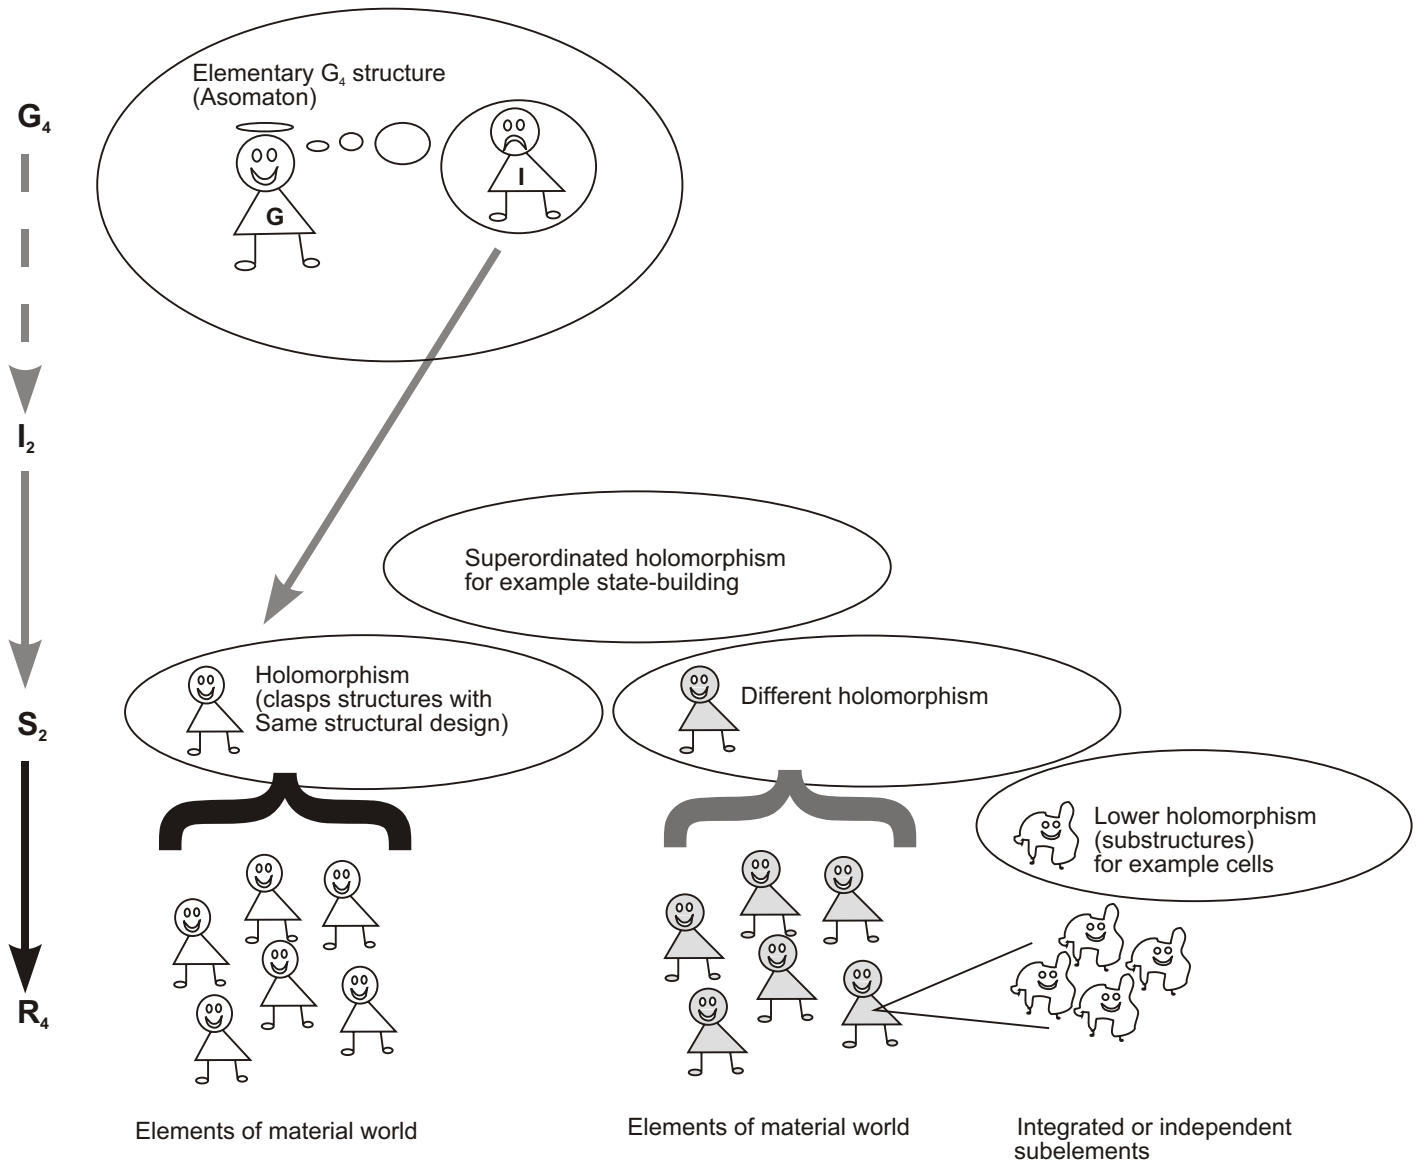 Elementary G₄ structure
(Asomaton)
G₄
G
I
I₂
Superordinated holomorphism
for example state-building
Holomorphism
(clasps structures with
Same structural design)
Different holomorphism
S₂
Lower holomorphism
(substructures)
for example cells
R₄
Elements of material world
Elements of material world
Integrated or independent
subelements